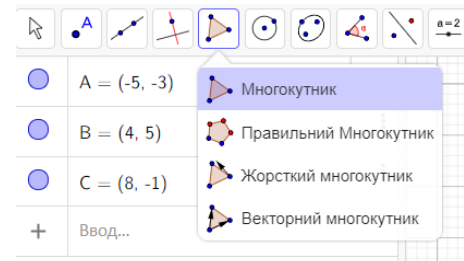 A
a=2
A = (-5, -3)
Многокутник
B = (4, 5)
Правильний Многокутник
C = (8, -1)
Жорсткий многокутник
Векторний многокутник
+ Ввод...